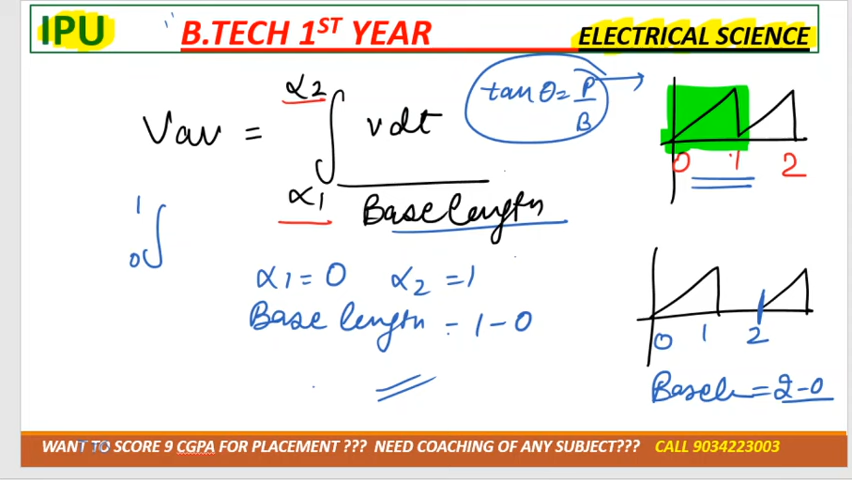 IPU B.TECH 1ST YEAR ELECTRICAL SCIENCE
Vav = ∫ vdt
α2
α1
Base length
tan θ = P/B
0 1 2
1
0 ∫
α1 = 0 α2 = 1
Base length = 1-0
0 1 2
= 2-0
WANT TO SCORE 9 CGPA FOR PLACEMENT ??? NEED COACHING OF ANY SUBJECT??? CALL 9034223003